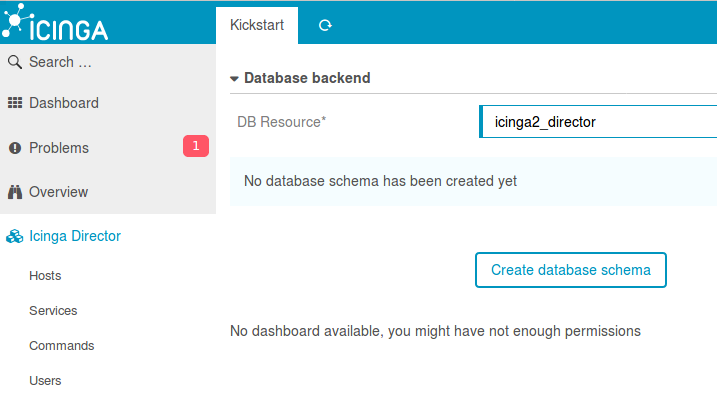 icinga
Kickstart
Search ...
Dashboard
Problems
1
Overview
Icinga Director
Hosts
Services
Commands
Users
Database backend
DB Resource*
icinga2_director
No database schema has been created yet
Create database schema
No dashboard available, you might have not enough permissions